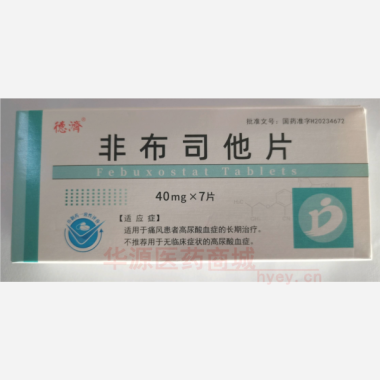 德济®
批准文号：国药准字H20234672
非布司他片
Febuxostat Tablets
40mg×7片
【适应症】
适用于痛风患者高尿酸血症的长期治疗。
不推荐用于无临床症状的高尿酸血症。
华源医药商城
hyey.cn